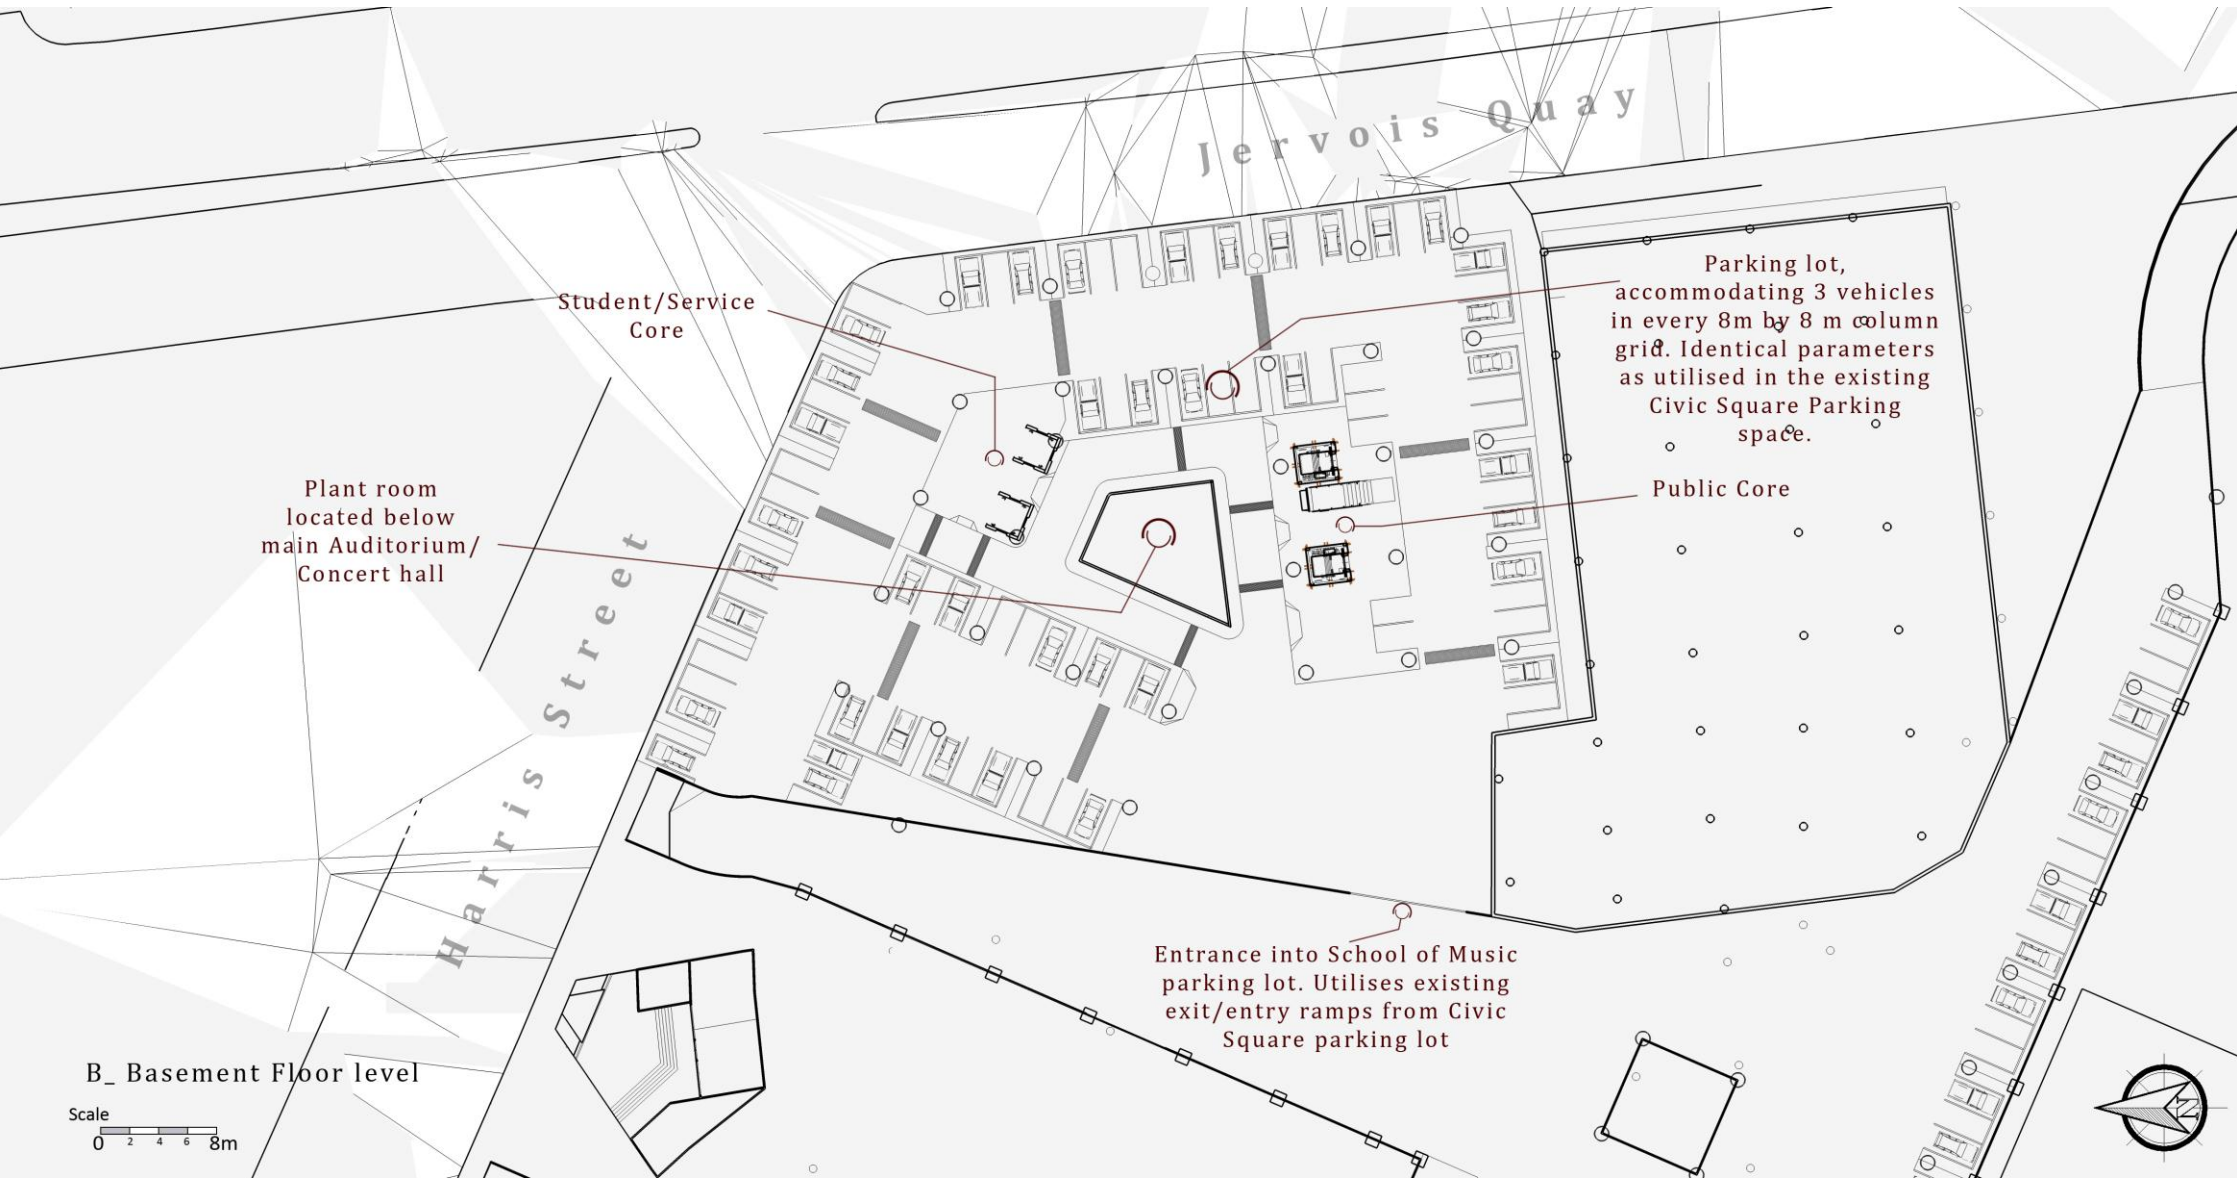 Jervois Quay
Parking lot,
accommodating 3 vehicles
in every 8m by 8 m column
grid. Identical parameters
as utilised in the existing
Civic Square Parking
space.
Student/Service
Core
Plant room
located below
main Auditorium/
Concert hall
Public Core
Harris Street
Entrance into School of Music
parking lot. Utilises existing
exit/entry ramps from Civic
Square parking lot
B_ Basement Floor level
Scale
0 2 4 6 8m
N